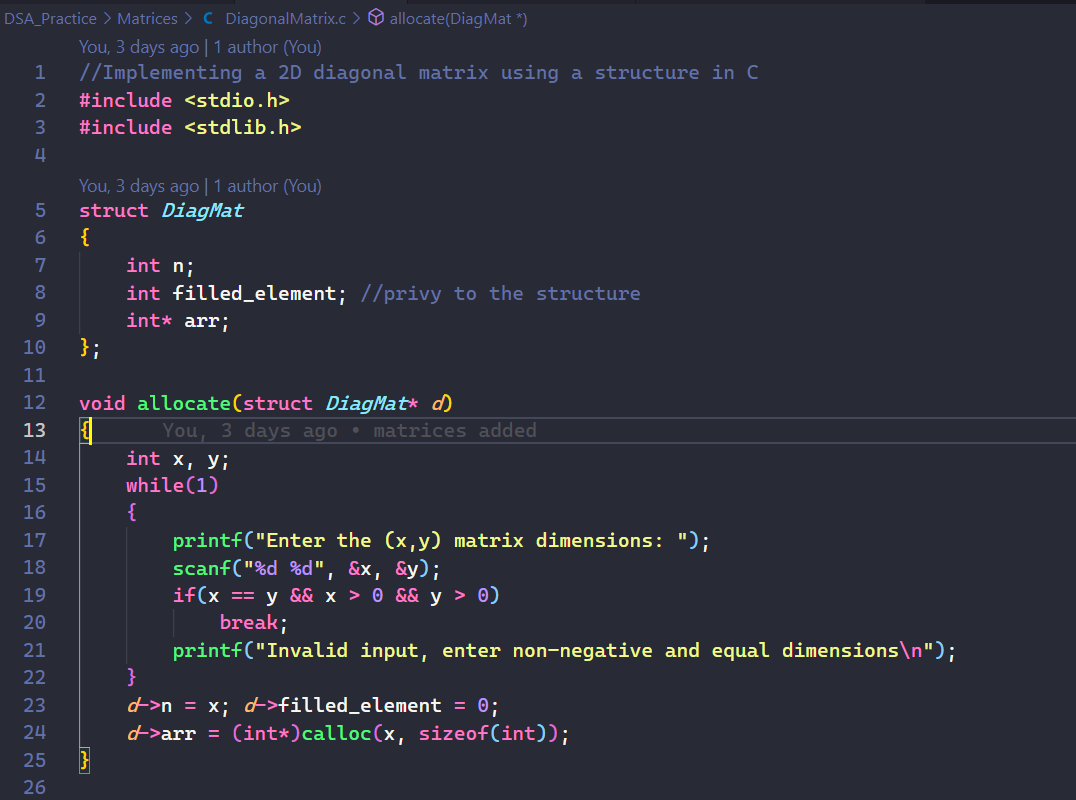 DSA_Practice > Matrices > C DiagonalMatrix.c > allocate(DiagMat *)
You, 3 days ago | 1 author (You)
1 //Implementing a 2D diagonal matrix using a structure in C
2 #include <stdio.h>
3 #include <stdlib.h>
4
You, 3 days ago | 1 author (You)
5 struct DiagMat
6 {
7     int n;
8     int filled_element; //privy to the structure
9     int* arr;
10 };
11
12 void allocate(struct DiagMat* d)
13 {      You, 3 days ago • matrices added
14     int x, y;
15     while(1)
16     {
17         printf("Enter the (x,y) matrix dimensions: ");
18         scanf("%d %d", &x, &y);
19         if(x == y && x > 0 && y > 0)
20             break;
21         printf("Invalid input, enter non-negative and equal dimensions\n");
22     }
23     d->n = x; d->filled_element = 0;
24     d->arr = (int*)calloc(x, sizeof(int));
25 }
26